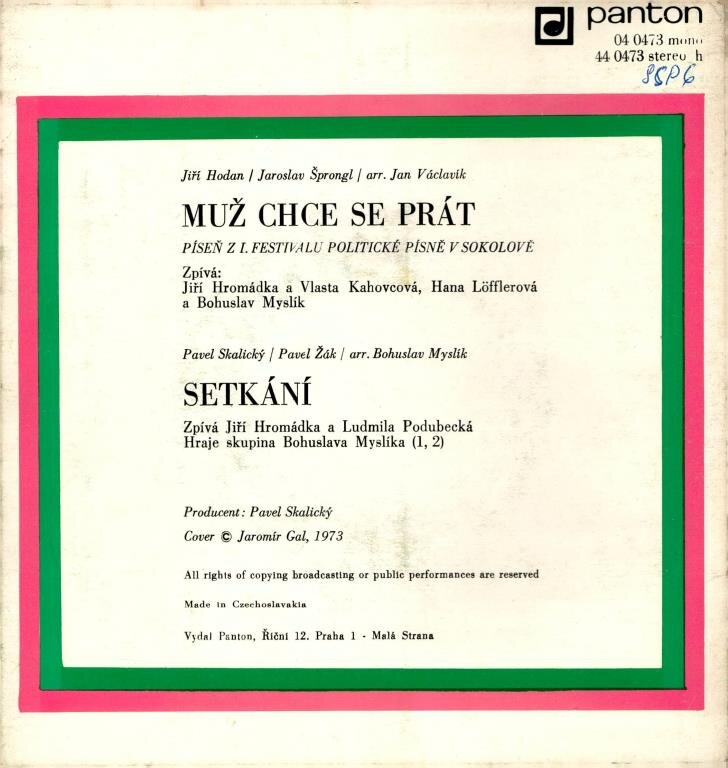 panton
04 0473 mono
44 0473 stereo h
85P6
Jiří Hodan / Jaroslav Šprongl / arr. Jan Václavík
MUŽ CHCE SE PRÁT
PÍSEŇ Z I. FESTIVALU POLITICKÉ PÍSNĚ V SOKOLOVĚ
Zpívá:
Jiří Hromádka a Vlasta Kahovcová, Hana Löfflerová
a Bohuslav Myslík
Pavel Skalický / Pavel Žák / arr. Bohuslav Myslík
SETKÁNÍ
Zpívá Jiří Hromádka a Ludmila Podubecká
Hraje skupina Bohuslava Myslíka (1, 2)
Producent: Pavel Skalický
Cover © Jaromír Gal, 1973
All rights of copying broadcasting or public performances are reserved
Made in Czechoslavakia
Vydal Panton, Říční 12. Praha 1 - Malá Strana